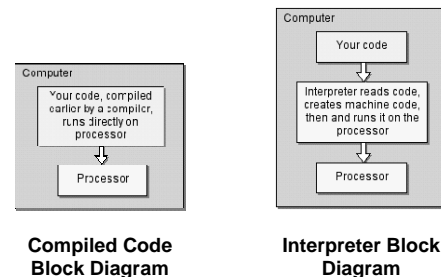 Computer
Your code, compiled
earlier by a compiler,
runs directly on
processor
Processor
Compiled Code
Block Diagram
Computer
Your code
Interpreter reads code,
creates machine code,
then and runs it on the
processor
Processor
Interpreter Block
Diagram